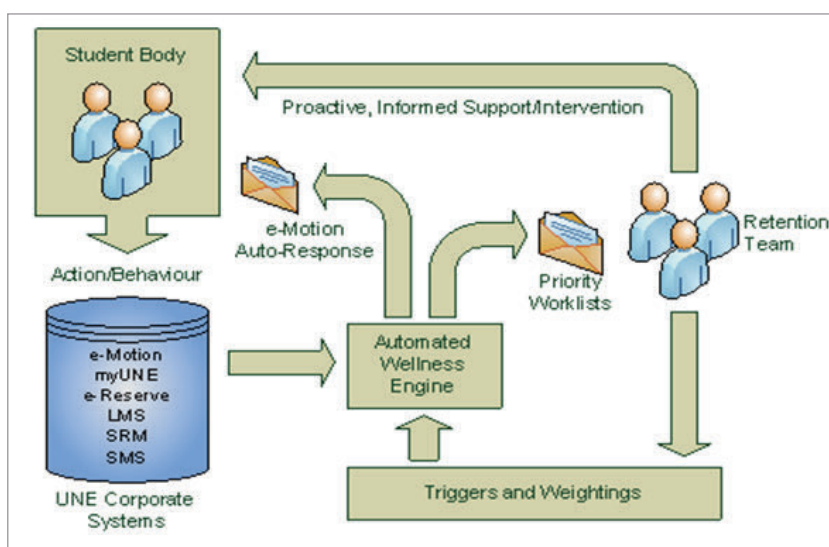 Student Body
Proactive, Informed Support/Intervention
e-Motion
Auto-Response
Retention
Team
Action/Behaviour
Priority
Worklists
e-Motion
myUNE
e-Reserve
LMS
SRM
SMS
Automated
Wellness
Engine
UNE Corporate
Systems
Triggers and Weightings